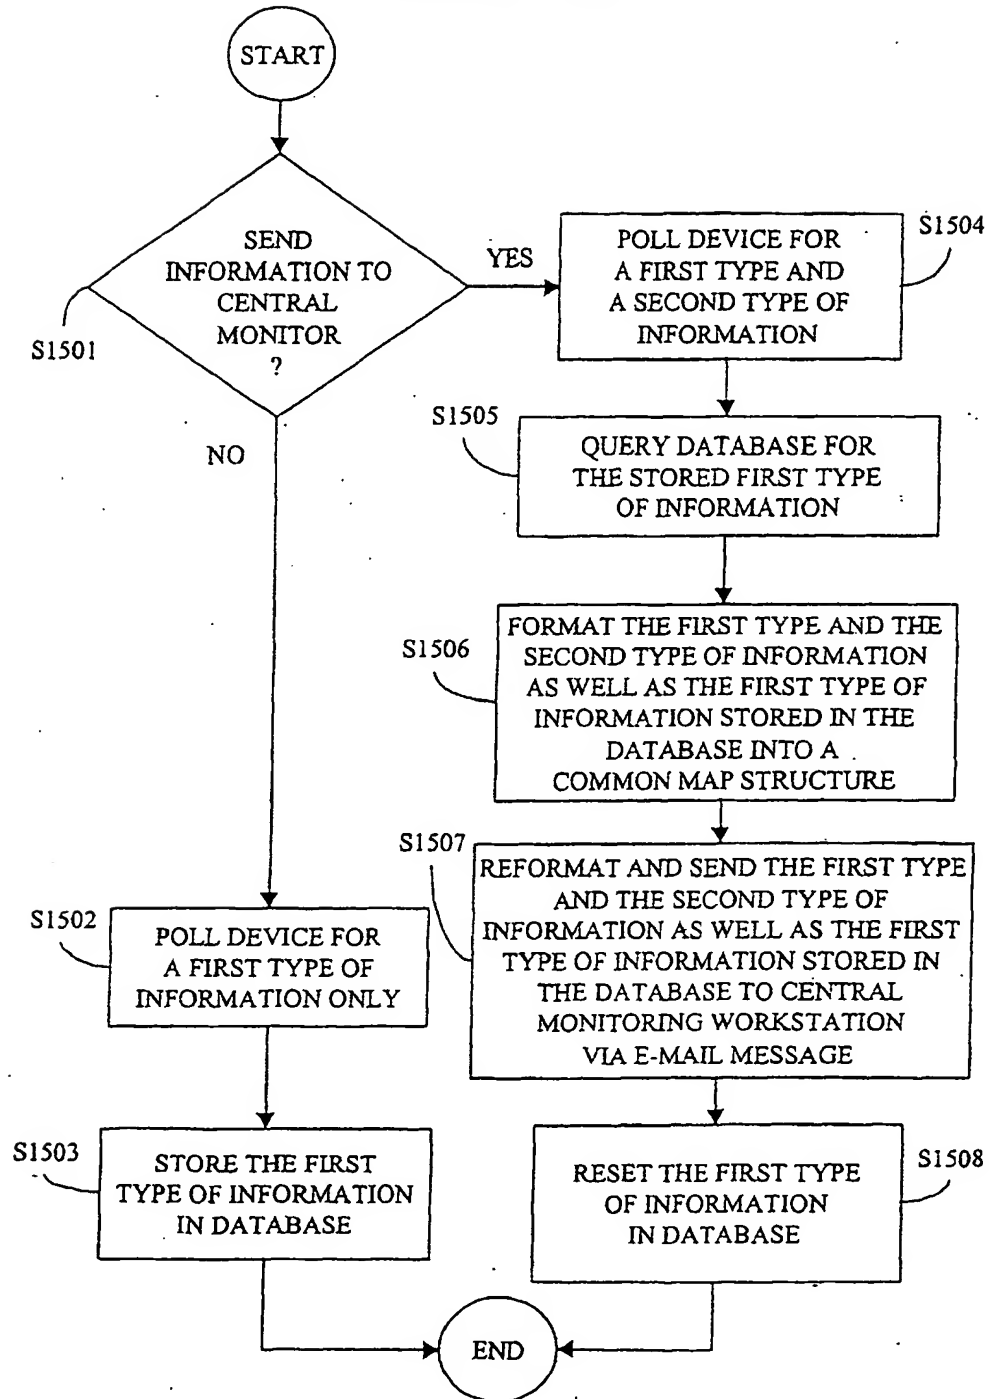 START
SEND
INFORMATION TO
CENTRAL
MONITOR
?
S1501
YES
NO
POLL DEVICE FOR
A FIRST TYPE AND
A SECOND TYPE OF
INFORMATION
S1504
S1505
QUERY DATABASE FOR
THE STORED FIRST TYPE
OF INFORMATION
S1506
FORMAT THE FIRST TYPE AND THE
SECOND TYPE OF INFORMATION
AS WELL AS THE FIRST TYPE OF
INFORMATION STORED IN THE
DATABASE INTO A
COMMON MAP STRUCTURE
S1507
REFORMAT AND SEND THE FIRST TYPE
AND THE SECOND TYPE OF
INFORMATION AS WELL AS THE FIRST
TYPE OF INFORMATION STORED IN
THE DATABASE TO CENTRAL
MONITORING WORKSTATION
VIA E-MAIL MESSAGE
S1502
POLL DEVICE FOR
A FIRST TYPE OF
INFORMATION ONLY
S1503
STORE THE FIRST
TYPE OF INFORMATION
IN DATABASE
RESET THE FIRST TYPE
OF INFORMATION
IN DATABASE
S1508
END